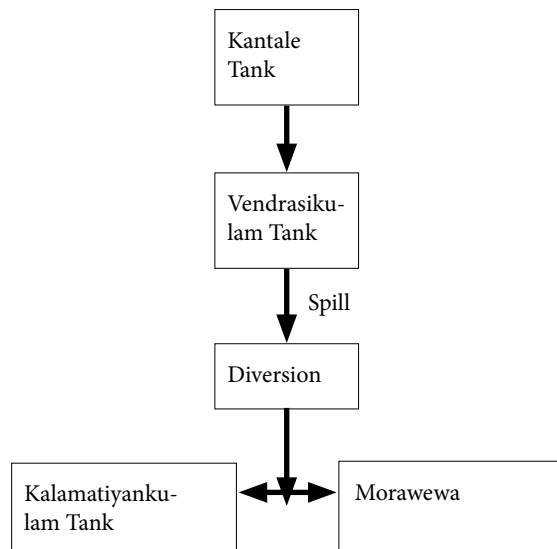 Kantale
Tank
Vendrasiku-
lam Tank
Spill
Diversion
Kalamatiyanku-
lam Tank
Morawewa